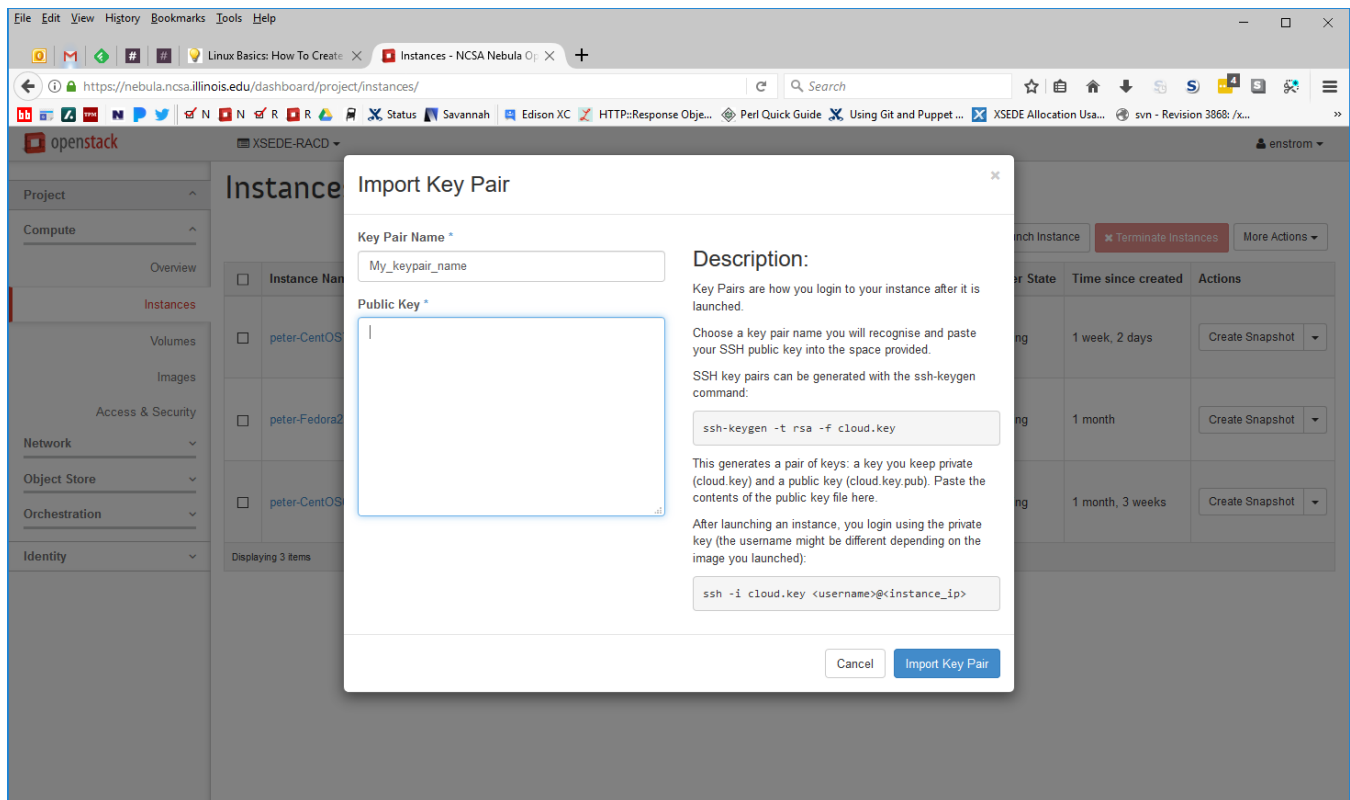 File Edit View History Bookmarks Tools Help
Linux Basics: How To Create
Instances - NCSA Nebula Op
https://nebula.ncsa.illinois.edu/dashboard/project/instances/
Search
4
bb TPM N P N N R R Status Savannah Edison XC HTTP::Response Obje... Perl Quick Guide Using Git and Puppet ... XSEDE Allocation Usa... svn - Revision 3868: /x... »
openstack XSEDE-RACD enstrom
Project
Compute
Overview
Instances
Volumes
Images
Access & Security
Network
Object Store
Orchestration
Identity
Instance
nch Instance Terminate Instances More Actions
Instance Nam er State Time since created Actions
peter-CentOS ng 1 week, 2 days Create Snapshot
peter-Fedora2 ng 1 month Create Snapshot
peter-CentOS ng 1 month, 3 weeks Create Snapshot
Displaying 3 items
Import Key Pair
Key Pair Name *
My_keypair_name
Public Key *
Description:
Key Pairs are how you login to your instance after it is
launched.
Choose a key pair name you will recognise and paste
your SSH public key into the space provided.
SSH key pairs can be generated with the ssh-keygen
command:
ssh-keygen -t rsa -f cloud.key
This generates a pair of keys: a key you keep private
(cloud.key) and a public key (cloud.key.pub). Paste the
contents of the public key file here.
After launching an instance, you login using the private
key (the username might be different depending on the
image you launched):
ssh -i cloud.key <username>@<instance_ip>
Cancel Import Key Pair